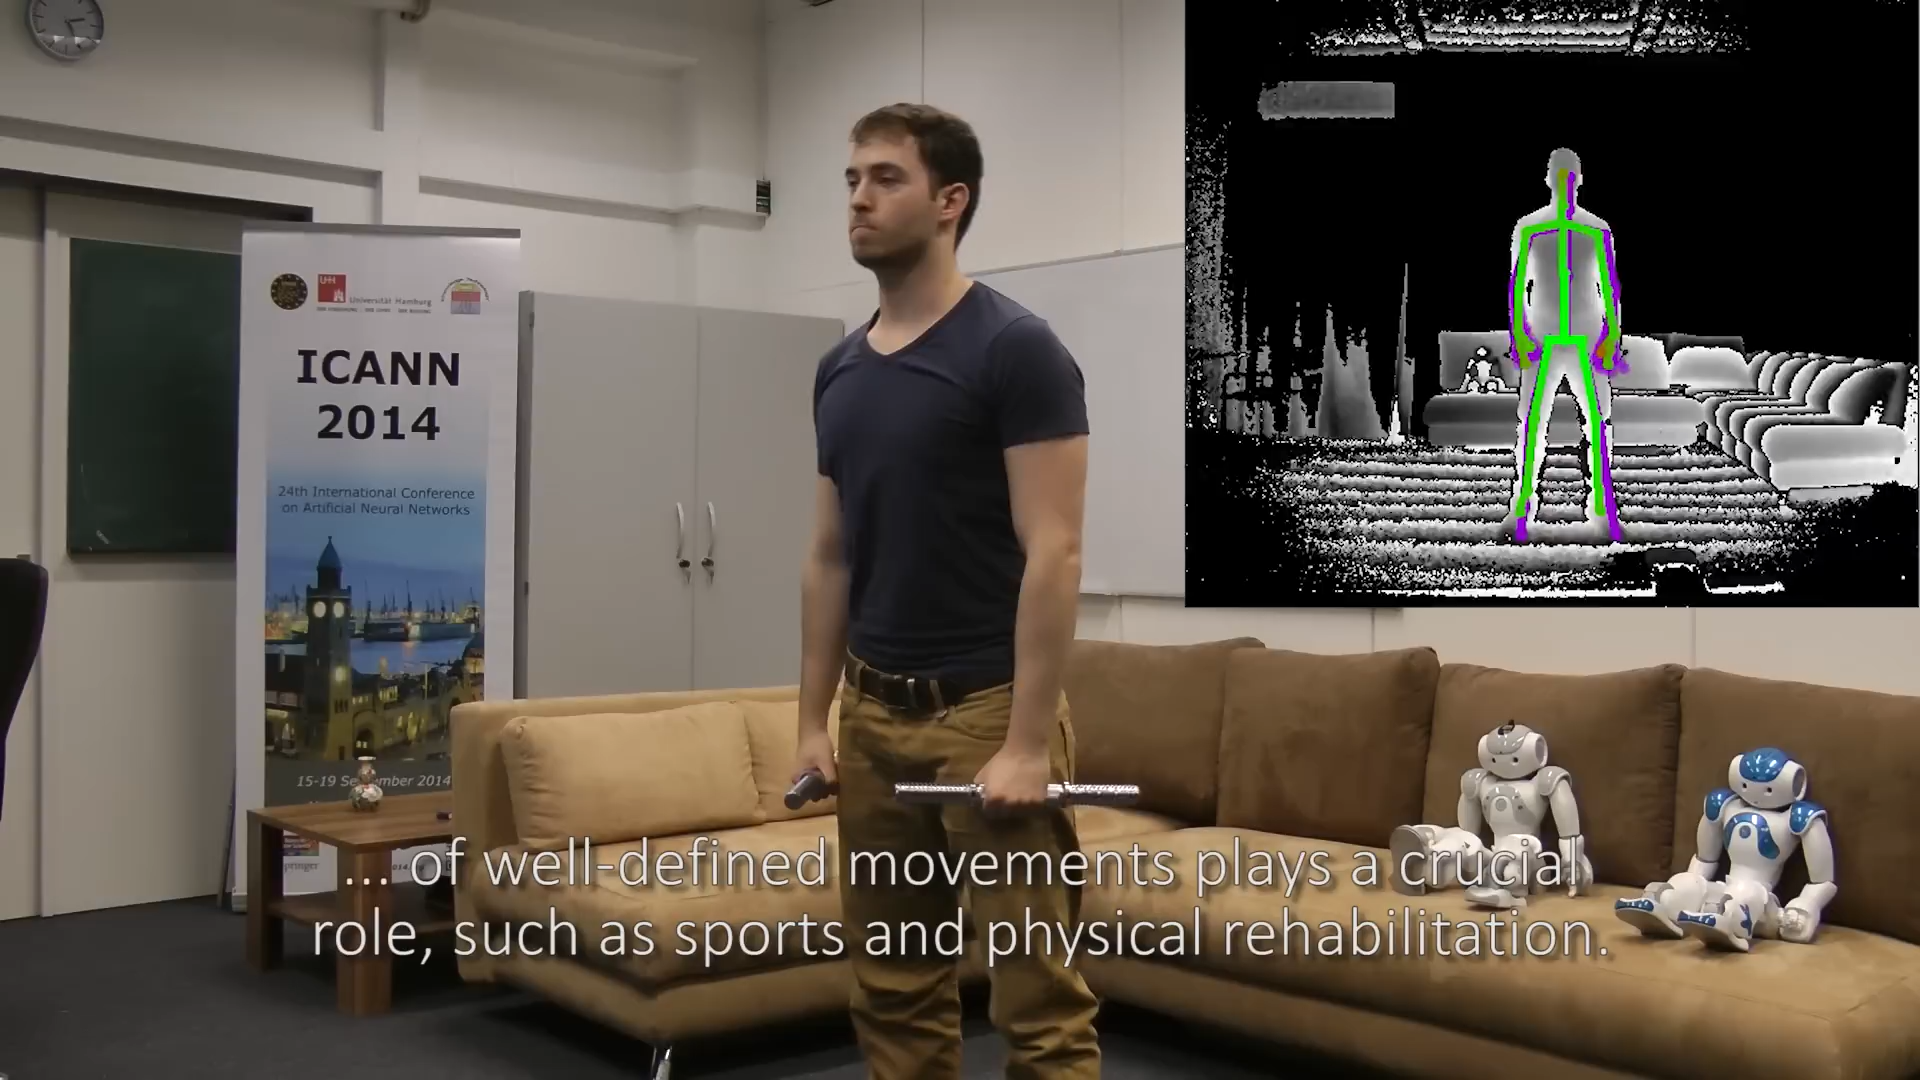 UHH
Universität Hamburg
ICANN
2014
24th International Conference
on Artificial Neural Networks
15-19 September 2014
... of well-defined movements plays a crucial
role, such as sports and physical rehabilitation.